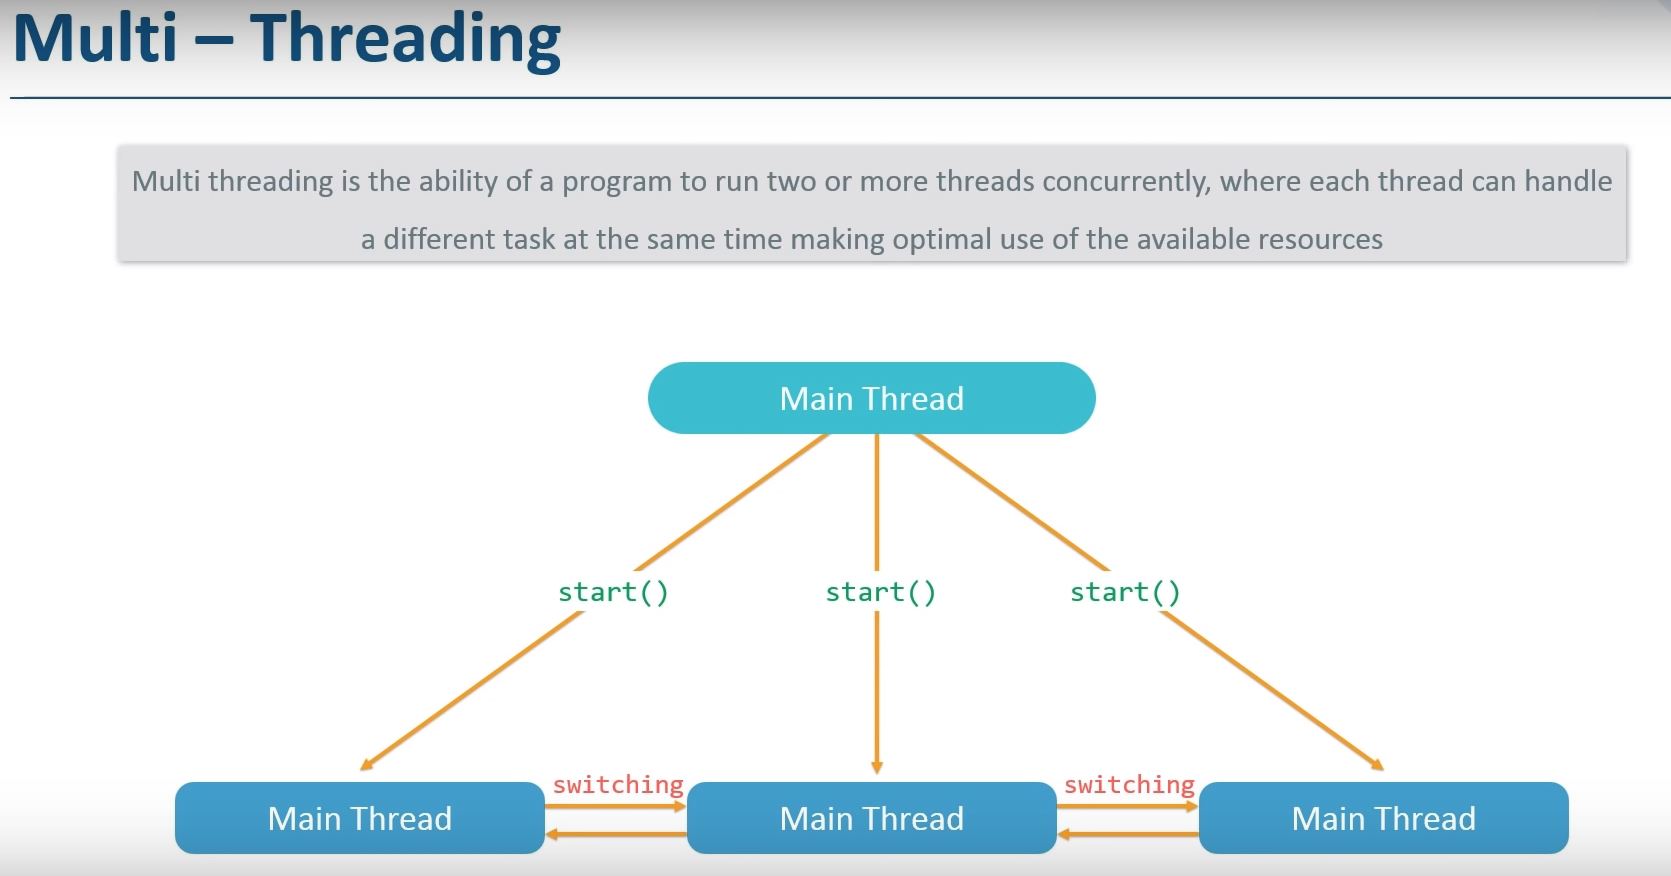 Multi – Threading
Multi threading is the ability of a program to run two or more threads concurrently, where each thread can handle
a different task at the same time making optimal use of the available resources
Main Thread
start() start() start()
switching switching
Main Thread Main Thread Main Thread